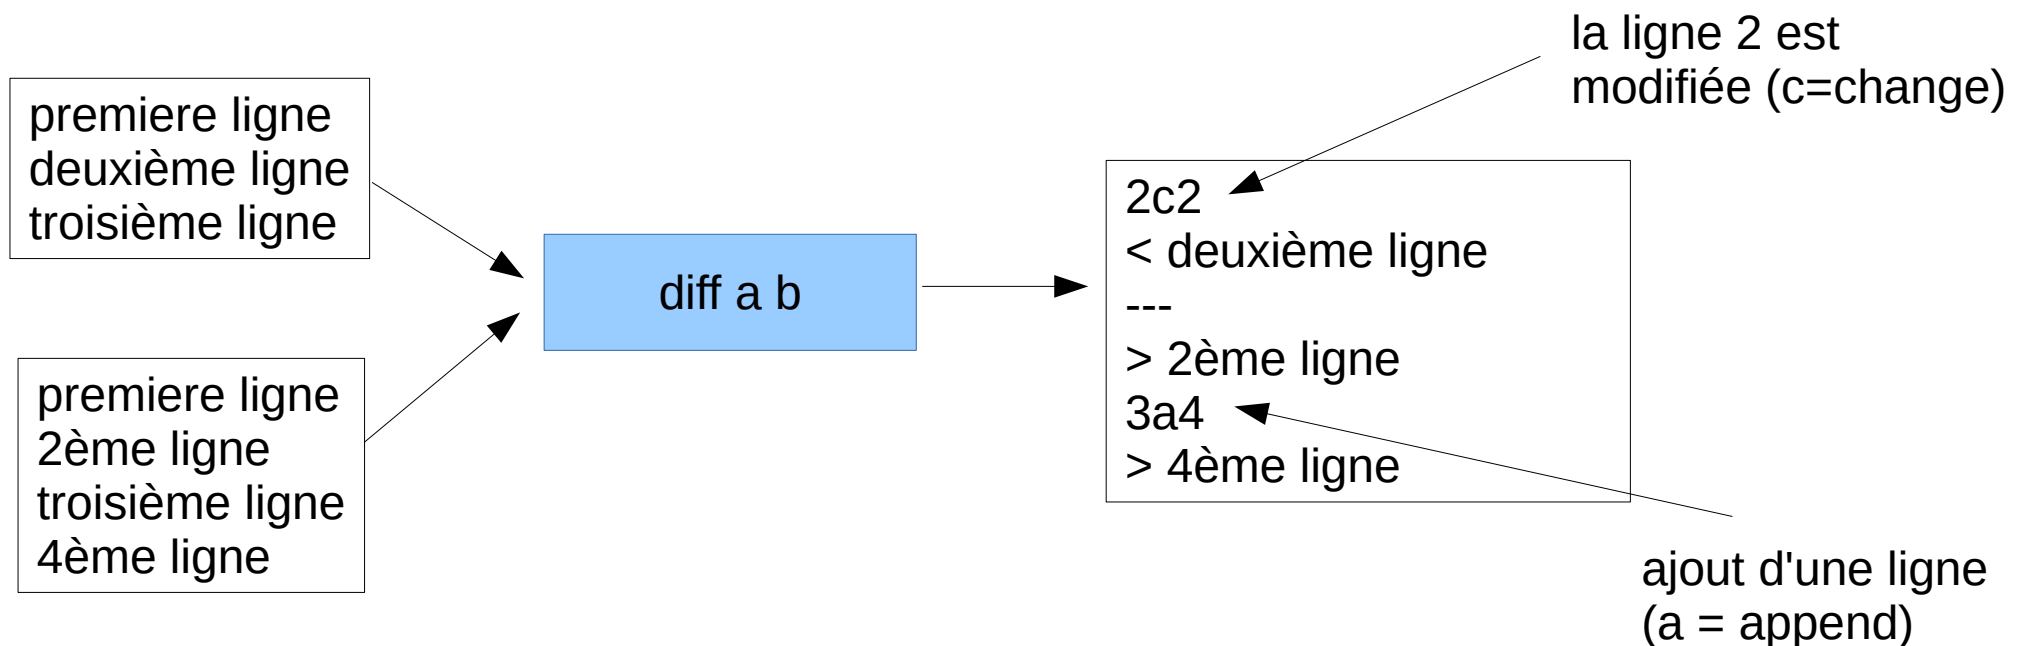 premiere ligne
deuxième ligne
troisième ligne
premiere ligne
2ème ligne
troisième ligne
4ème ligne
diff a b
2c2
< deuxième ligne
---
> 2ème ligne
3a4
> 4ème ligne
la ligne 2 est
modifiée (c=change)
ajout d'une ligne
(a = append)